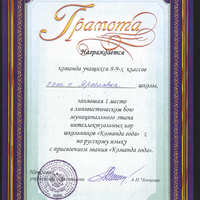 Грамота
Награждается
команда учащихся 8-9-х классов
школы,
занявшая 1 место
в лингвистическом бою
муниципального этапа
интеллектуальных игр
школьников «Команда года»
по русскому языку
с присвоением звания «Команда года».